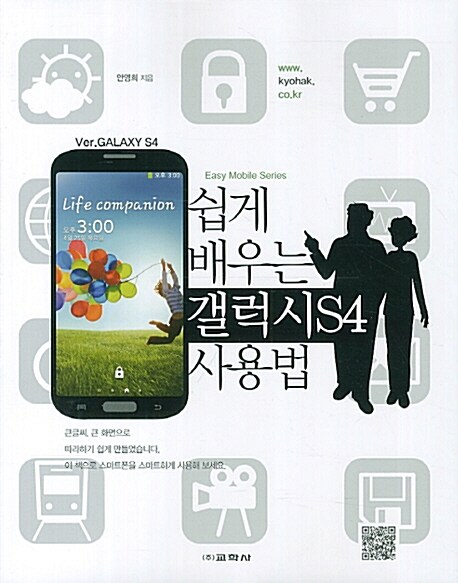 안영희 지음
www.
kyohak.
co.kr
Ver.GALAXY S4
Easy Mobile Series
오후 3:00
Life companion
오후
3:00
쉽게
배우는
갤럭시S4
사용법
큰글씨, 큰 화면으로
따라하기 쉽게 만들었습니다.
이 책으로 스마트폰을 스마트하게 사용해 보세요.
(주)교학사